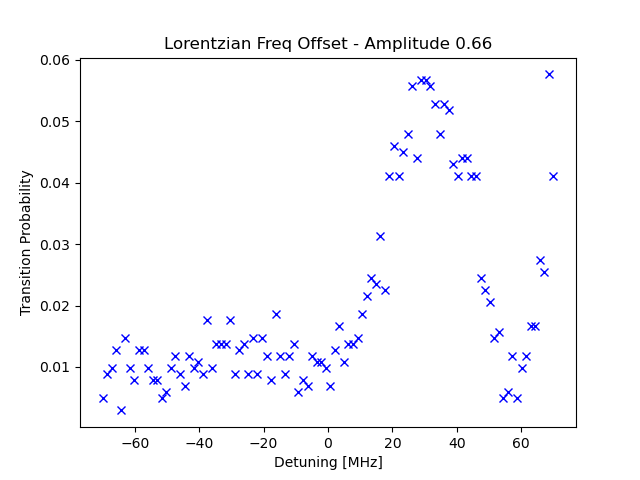 Lorentzian Freq Offset - Amplitude 0.66
Transition Probability
0.06
0.05
0.04
0.03
0.02
0.01
−60 −40 −20 0 20 40 60
Detuning [MHz]